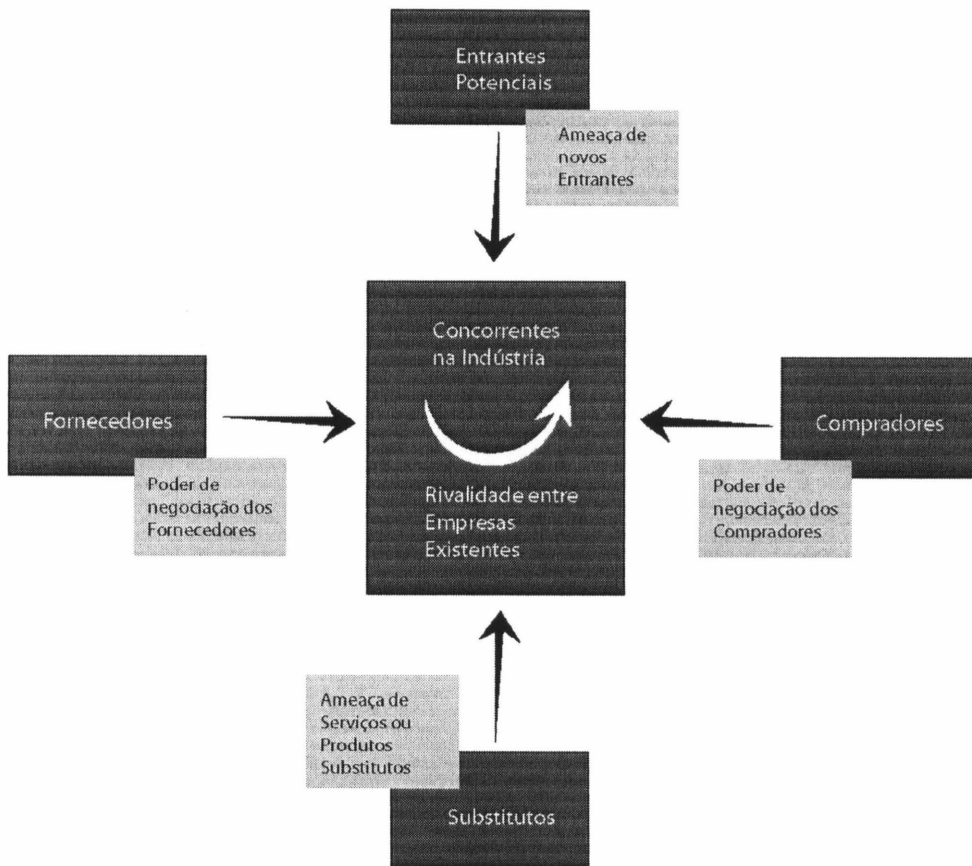 Entrantes
Potenciais
Ameaça de
novos
Entrantes
Concorrentes
na Indústria
Fornecedores
Compradores
Poder de
negociação dos
Fornecedores
Rivalidade entre
Empresas
Existentes
Poder de
negociação dos
Compradores
Ameaça de
Serviços ou
Produtos
Substitutos
Substitutos